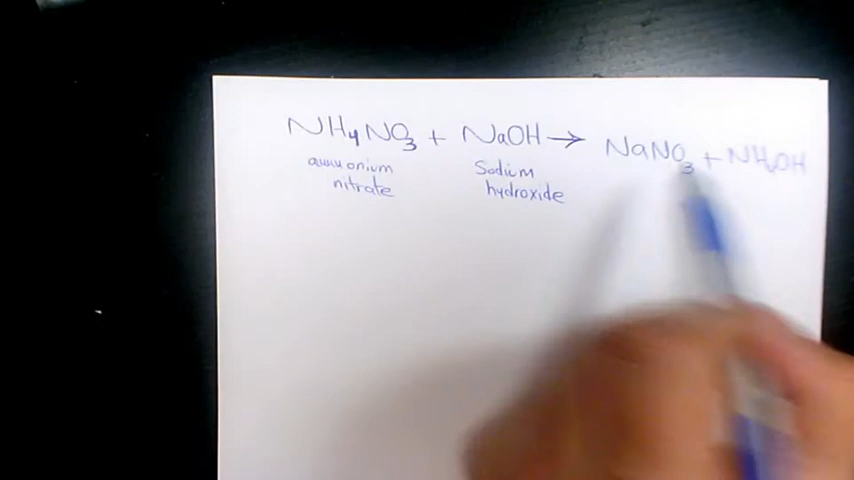 NH₄NO₃ + NaOH → NaNO₃ + NH₄OH
ammonium Sodium
nitrate hydroxide